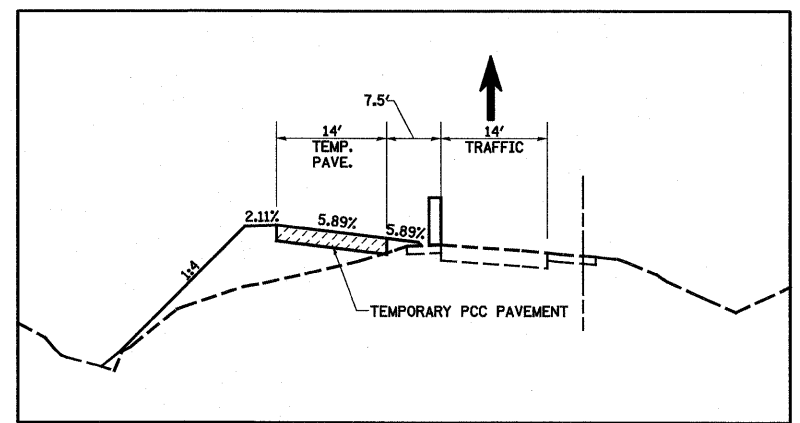 7.5'
14'
TEMP.
PAVE.
14'
TRAFFIC
2.11%
5.89%
5.89%
1:4
TEMPORARY PCC PAVEMENT